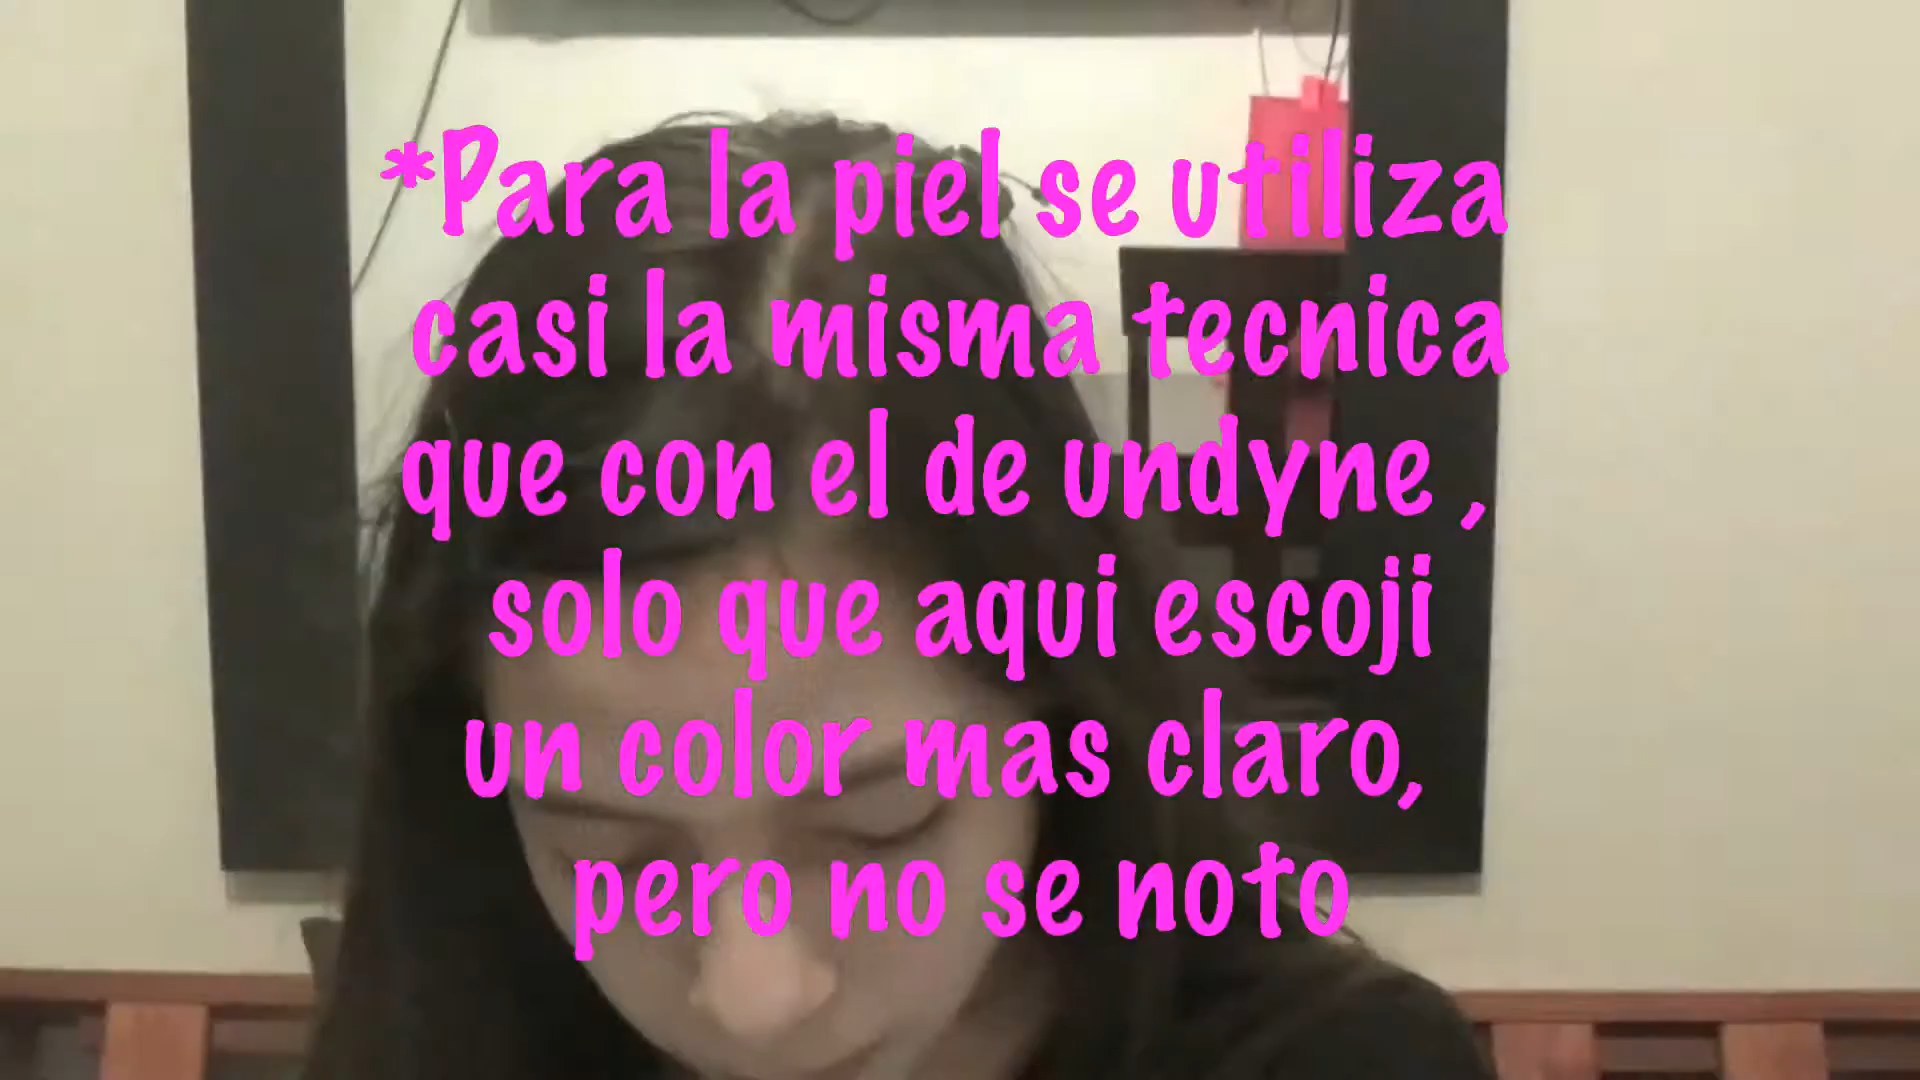 *Para la piel se utiliza
casi la misma tecnica
que con el de undyne ,
solo que aqui escoji
un color mas claro,
pero no se noto